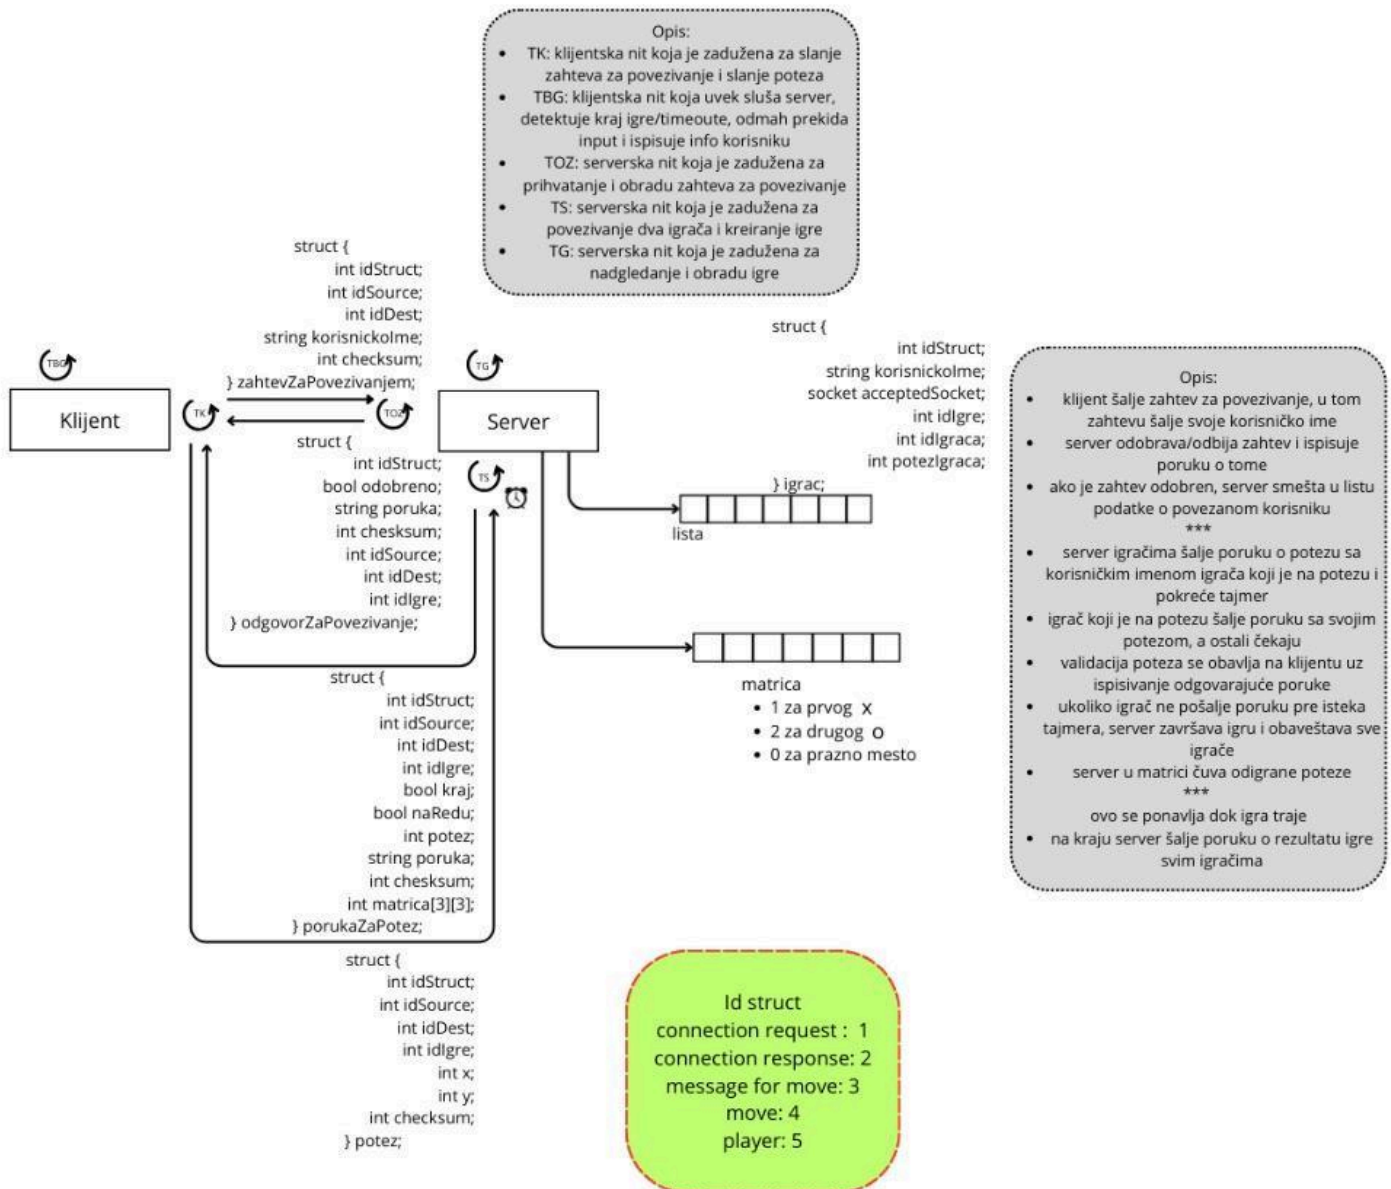 Opis:
• TK: klijentska nit koja je zadužena za slanje
zahteva za povezivanje i slanje poteza
• TBG: klijentska nit koja uvek sluša server,
detektuje kraj igre/timeoute, odmah prekida
input i ispisuje info korisniku
• TOZ: serverska nit koja je zadužena za
prihvatanje i obradu zahteva za povezivanje
• TS: serverska nit koja je zadužena za
povezivanje dva igrača i kreiranje igre
• TG: serverska nit koja je zadužena za
nadgledanje i obradu igre
struct {
int idStruct;
int idSource;
int idDest;
string korisnickoIme;
int checksum;
} zahtevZaPovezivanjem;
TBG
Klijent
TK
TOZ
TG
Server
TS
struct {
int idStruct;
bool odobreno;
string poruka;
int chesksum;
int idSource;
int idDest;
int idIgre;
} odgovorZaPovezivanje;
struct {
int idStruct;
string korisnickoIme;
socket acceptedSocket;
int idIgre;
int idIgraca;
int potezIgraca;
} igrac;
lista
matrica
• 1 za prvog x
• 2 za drugog o
• 0 za prazno mesto
Opis:
• klijent šalje zahtev za povezivanje, u tom
zahtevu šalje svoje korisničko ime
• server odobrava/odbija zahtev i ispisuje
poruku o tome
• ako je zahtev odobren, server smešta u listu
podatke o povezanom korisniku
***
• server igračima šalje poruku o potezu sa
korisničkim imenom igrača koji je na potezu i
pokreće tajmer
• igrač koji je na potezu šalje poruku sa svojim
potezom, a ostali čekaju
• validacija poteza se obavlja na klijentu uz
ispisivanje odgovarajuće poruke
• ukoliko igrač ne pošalje poruku pre isteka
tajmera, server završava igru i obaveštava sve
igrače
• server u matrici čuva odigrane poteze
***
ovo se ponavlja dok igra traje
• na kraju server šalje poruku o rezultatu igre
svim igračima
struct {
int idStruct;
int idSource;
int idDest;
int idIgre;
bool kraj;
bool naRedu;
int potez;
string poruka;
int chesksum;
int matrica[3][3];
} porukaZaPotez;
struct {
int idStruct;
int idSource;
int idDest;
int idIgre;
int x;
int y;
int checksum;
} potez;
Id struct
connection request : 1
connection response: 2
message for move: 3
move: 4
player: 5